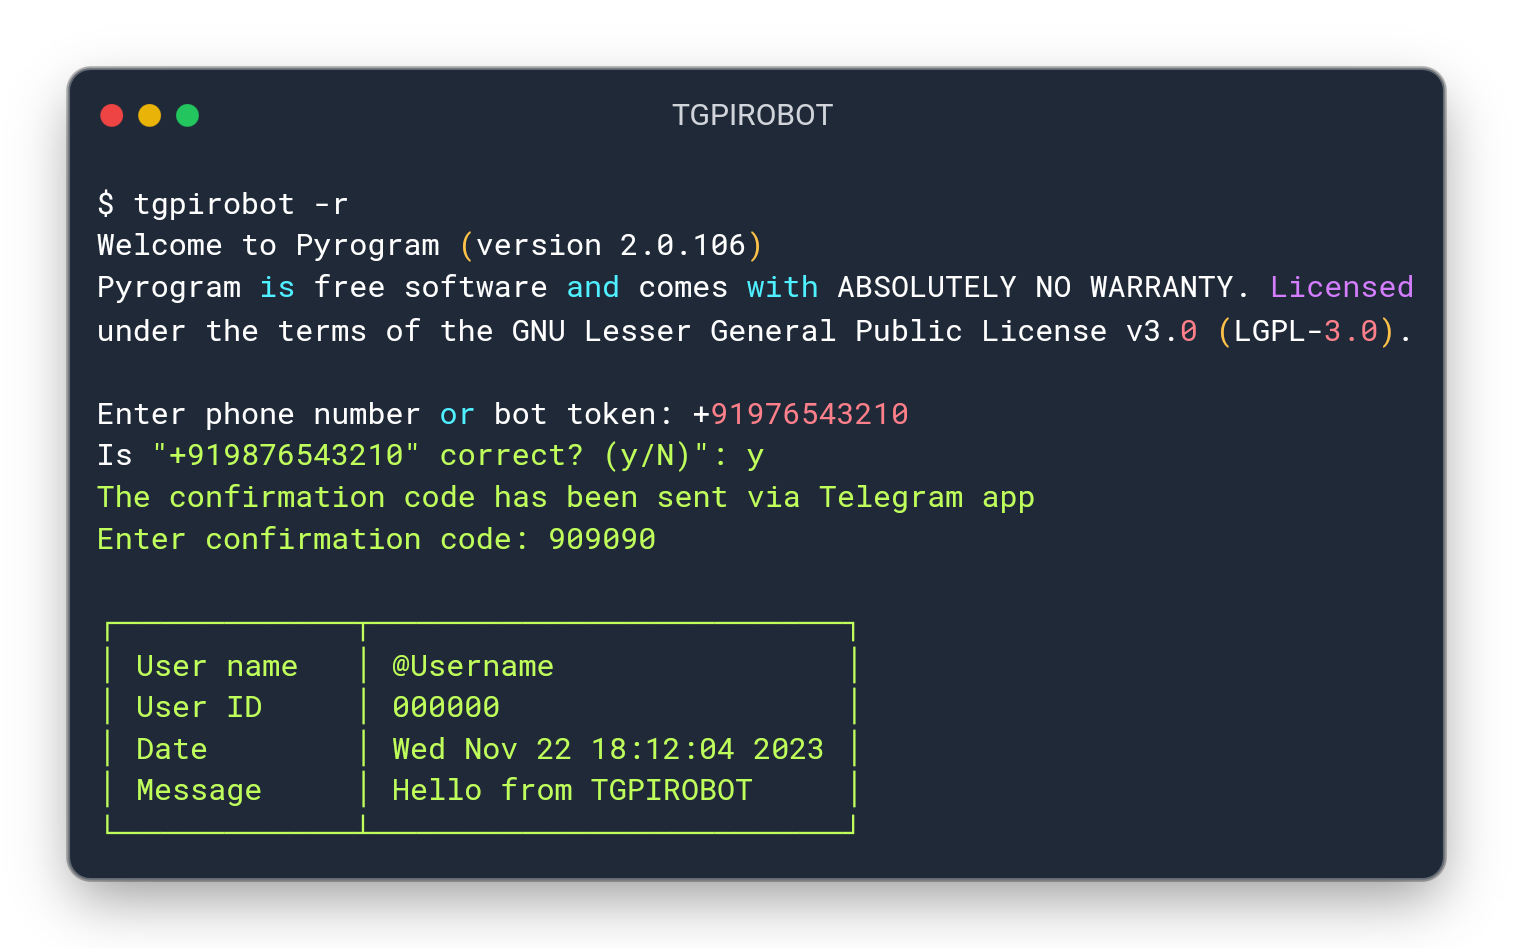 TGPIROBOT
$ tgpirobot -r
Welcome to Pyrogram (version 2.0.106)
Pyrogram is free software and comes with ABSOLUTELY NO WARRANTY. Licensed
under the terms of the GNU Lesser General Public License v3.0 (LGPL-3.0).
Enter phone number or bot token: +91976543210
Is "+919876543210" correct? (y/N)": y
The confirmation code has been sent via Telegram app
Enter confirmation code: 909090
User name @Username
User ID 000000
Date Wed Nov 22 18:12:04 2023
Message Hello from TGPIROBOT